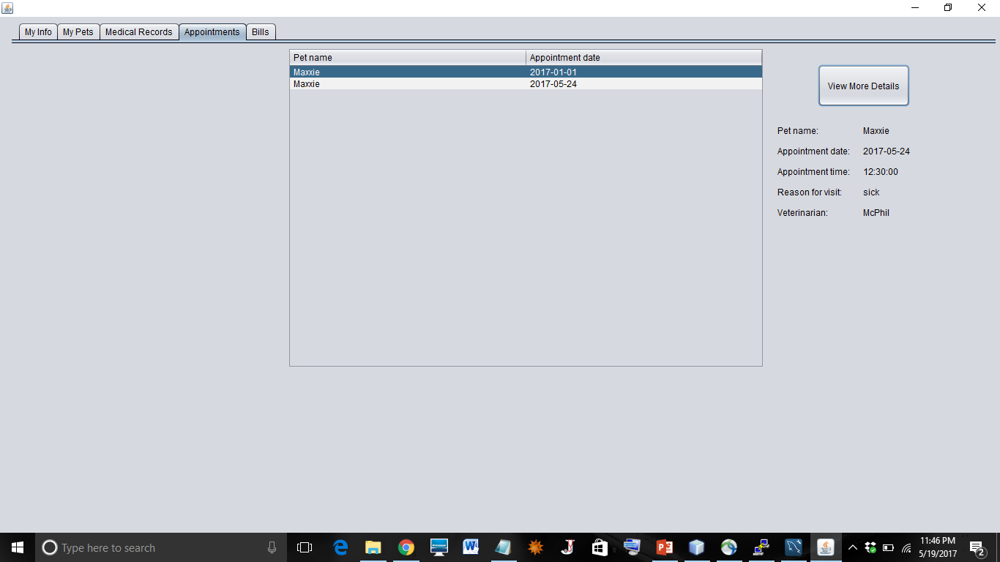 My Info My Pets Medical Records Appointments Bills
Pet name Appointment date
Maxxie 2017-01-01
Maxxie 2017-05-24
View More Details
Pet name: Maxxie
Appointment date: 2017-05-24
Appointment time: 12:30:00
Reason for visit: sick
Veterinarian: McPhil
Type here to search
11:46 PM
5/19/2017
2